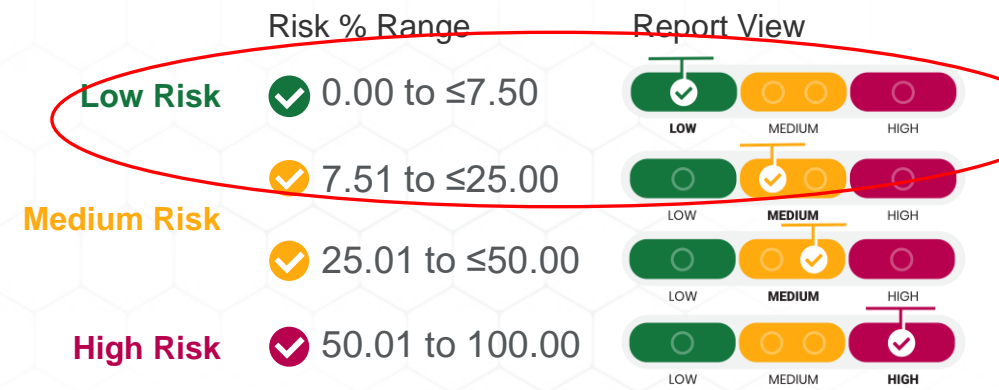 Risk % Range Report View
Low Risk 0.00 to ≤7.50
LOW MEDIUM HIGH
7.51 to ≤25.00
LOW MEDIUM HIGH
Medium Risk
25.01 to ≤50.00
LOW MEDIUM HIGH
High Risk 50.01 to 100.00
LOW MEDIUM HIGH